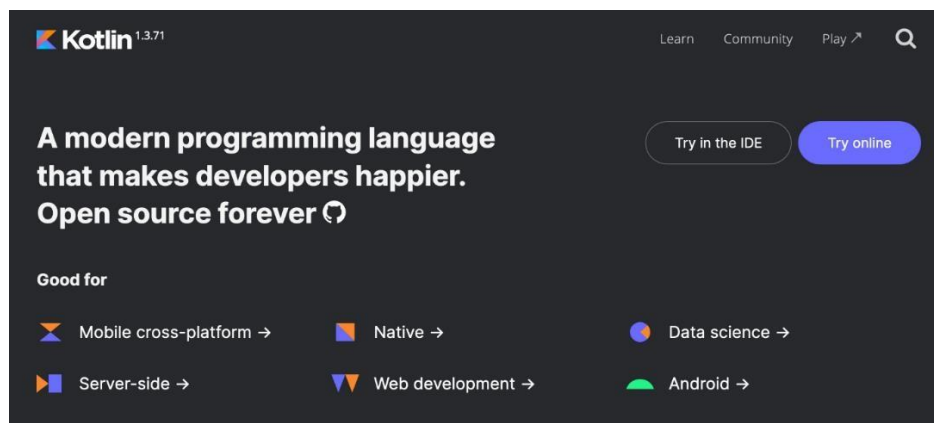 Kotlin 1.3.71
Learn Community Play ↗
A modern programming language
that makes developers happier.
Open source forever
Try in the IDE Try online
Good for
Mobile cross-platform → Native → Data science →
Server-side → Web development → Android →